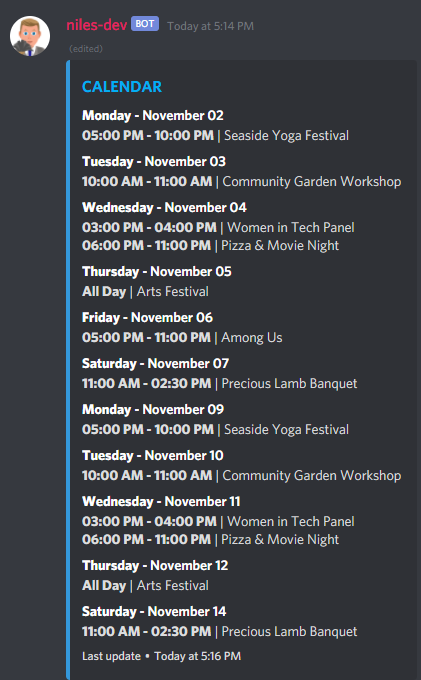 niles-dev BOT Today at 5:14 PM
(edited)
CALENDAR
Monday - November 02
05:00 PM - 10:00 PM | Seaside Yoga Festival
Tuesday - November 03
10:00 AM - 11:00 AM | Community Garden Workshop
Wednesday - November 04
03:00 PM - 04:00 PM | Women in Tech Panel
06:00 PM - 11:00 PM | Pizza & Movie Night
Thursday - November 05
All Day | Arts Festival
Friday - November 06
05:00 PM - 11:00 PM | Among Us
Saturday - November 07
11:00 AM - 02:30 PM | Precious Lamb Banquet
Monday - November 09
05:00 PM - 10:00 PM | Seaside Yoga Festival
Tuesday - November 10
10:00 AM - 11:00 AM | Community Garden Workshop
Wednesday - November 11
03:00 PM - 04:00 PM | Women in Tech Panel
06:00 PM - 11:00 PM | Pizza & Movie Night
Thursday - November 12
All Day | Arts Festival
Saturday - November 14
11:00 AM - 02:30 PM | Precious Lamb Banquet
Last update • Today at 5:16 PM